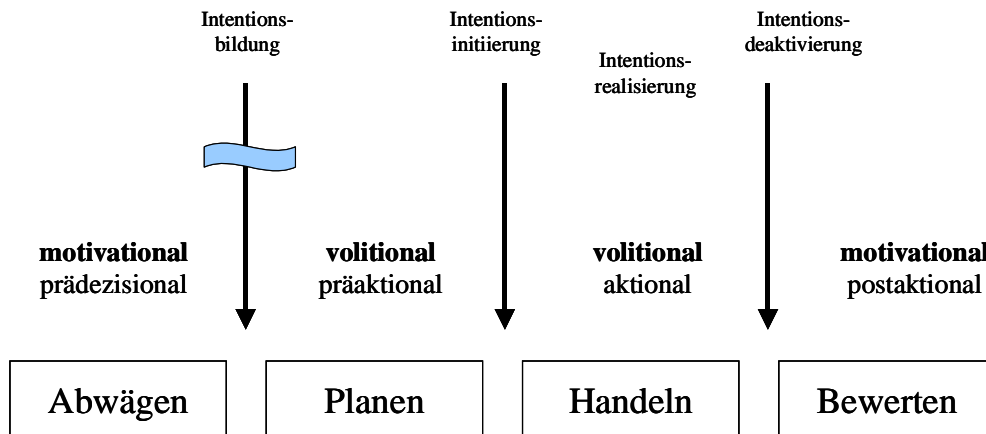 Intentions-
bildung
Intentions-
initiierung
Intentions-
realisierung
Intentions-
deaktivierung
motivational
prädezisional
volitional
präaktional
volitional
aktional
motivational
postaktional
Abwägen
Planen
Handeln
Bewerten